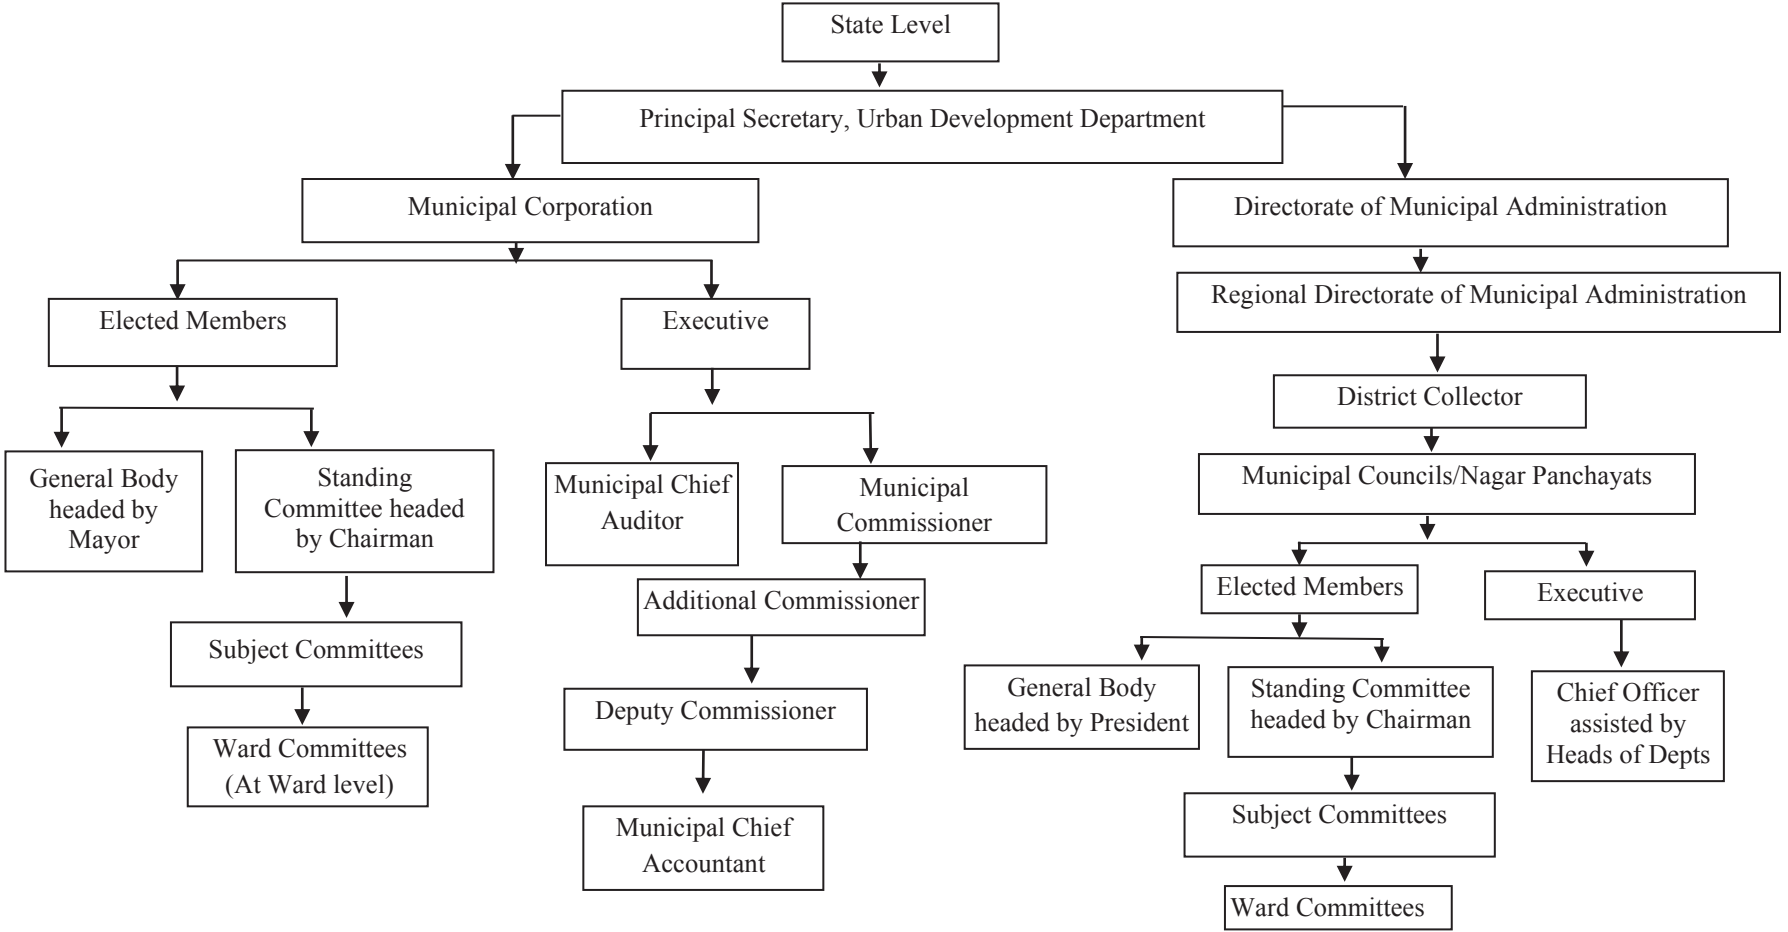 State Level
Principal Secretary, Urban Development Department
Municipal Corporation
Directorate of Municipal Administration
Regional Directorate of Municipal Administration
Elected Members
Executive
District Collector
General Body
headed by
Mayor
Standing
Committee headed
by Chairman
Municipal Chief
Auditor
Municipal
Commissioner
Municipal Councils/Nagar Panchayats
Additional Commissioner
Elected Members
Executive
Subject Committees
Deputy Commissioner
General Body
headed by President
Standing Committee
headed by Chairman
Chief Officer
assisted by
Heads of Depts
Ward Committees
(At Ward level)
Municipal Chief
Accountant
Subject Committees
Ward Committees